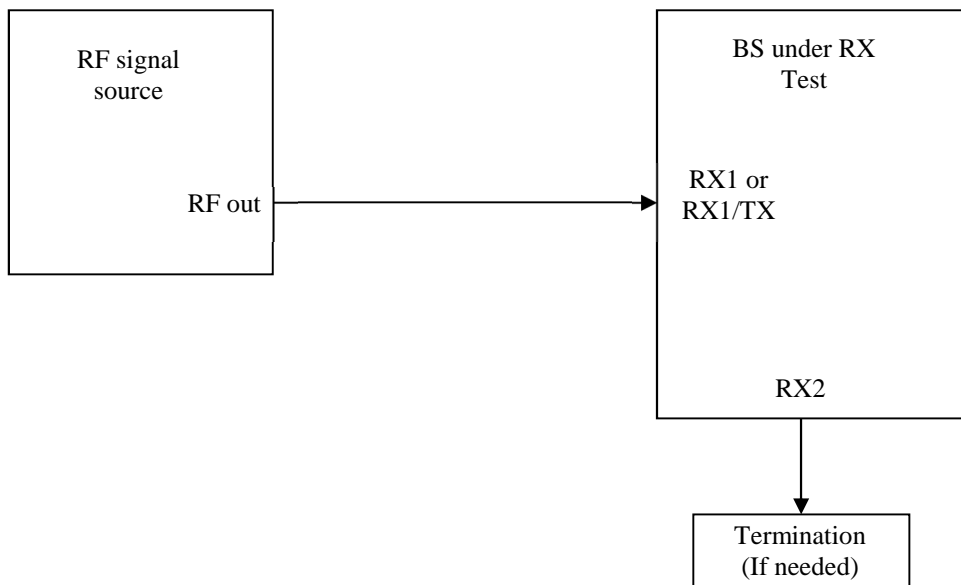 RF signal
source
RF out
BS under RX
Test
RX1 or
RX1/TX
RX2
Termination
(If needed)